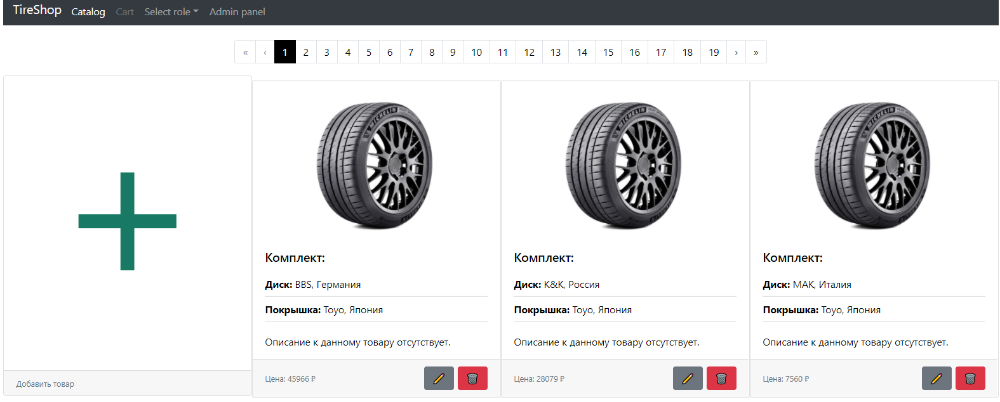 TireShop Catalog Cart Select role Admin panel
« ‹ 1 2 3 4 5 6 7 8 9 10 11 12 13 14 15 16 17 18 19 › »
MICHELIN MICHELIN MICHELIN
Комплект: Комплект: Комплект:
Диск: BBS, Германия Диск: K&K, Россия Диск: MAK, Италия
Покрышка: Toyo, Япония Покрышка: Toyo, Япония Покрышка: Toyo, Япония
Описание к данному товару отсутствует. Описание к данному товару отсутствует. Описание к данному товару отсутствует.
Добавить товар Цена: 45966 ₽ Цена: 28079 ₽ Цена: 7560 ₽